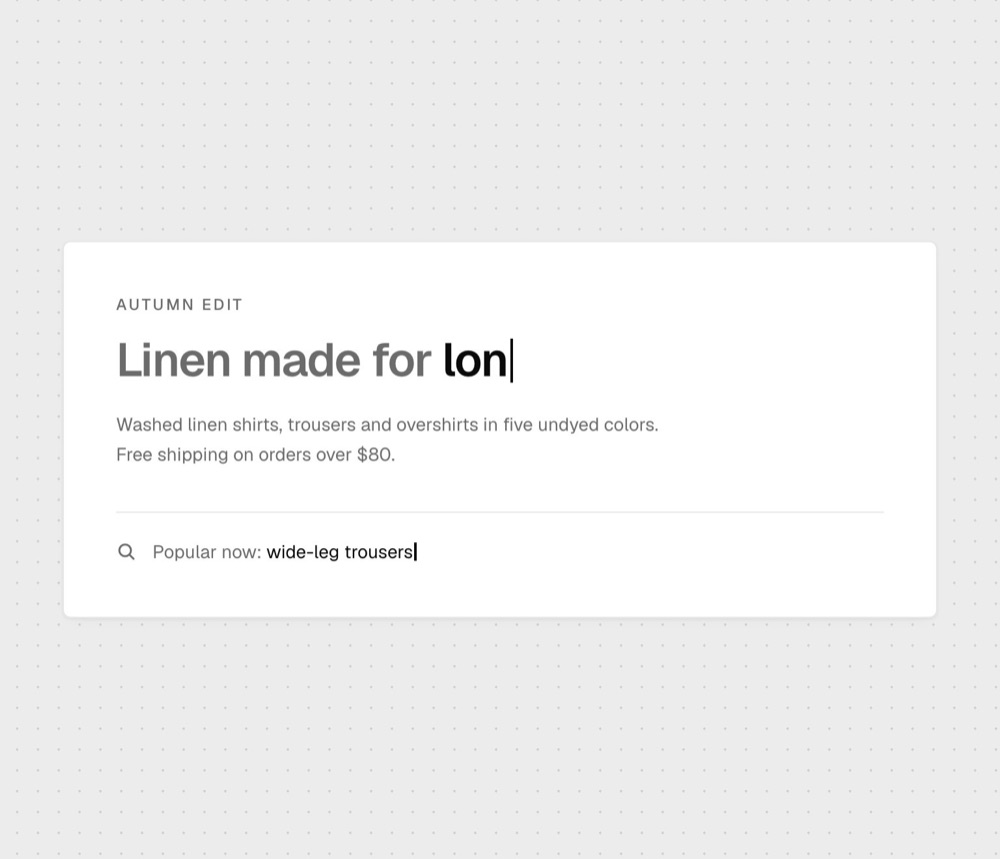 AUTUMN EDIT
Linen made for lon
Washed linen shirts, trousers and overshirts in five undyed colors.
Free shipping on orders over $80.
Popular now: wide-leg trousers